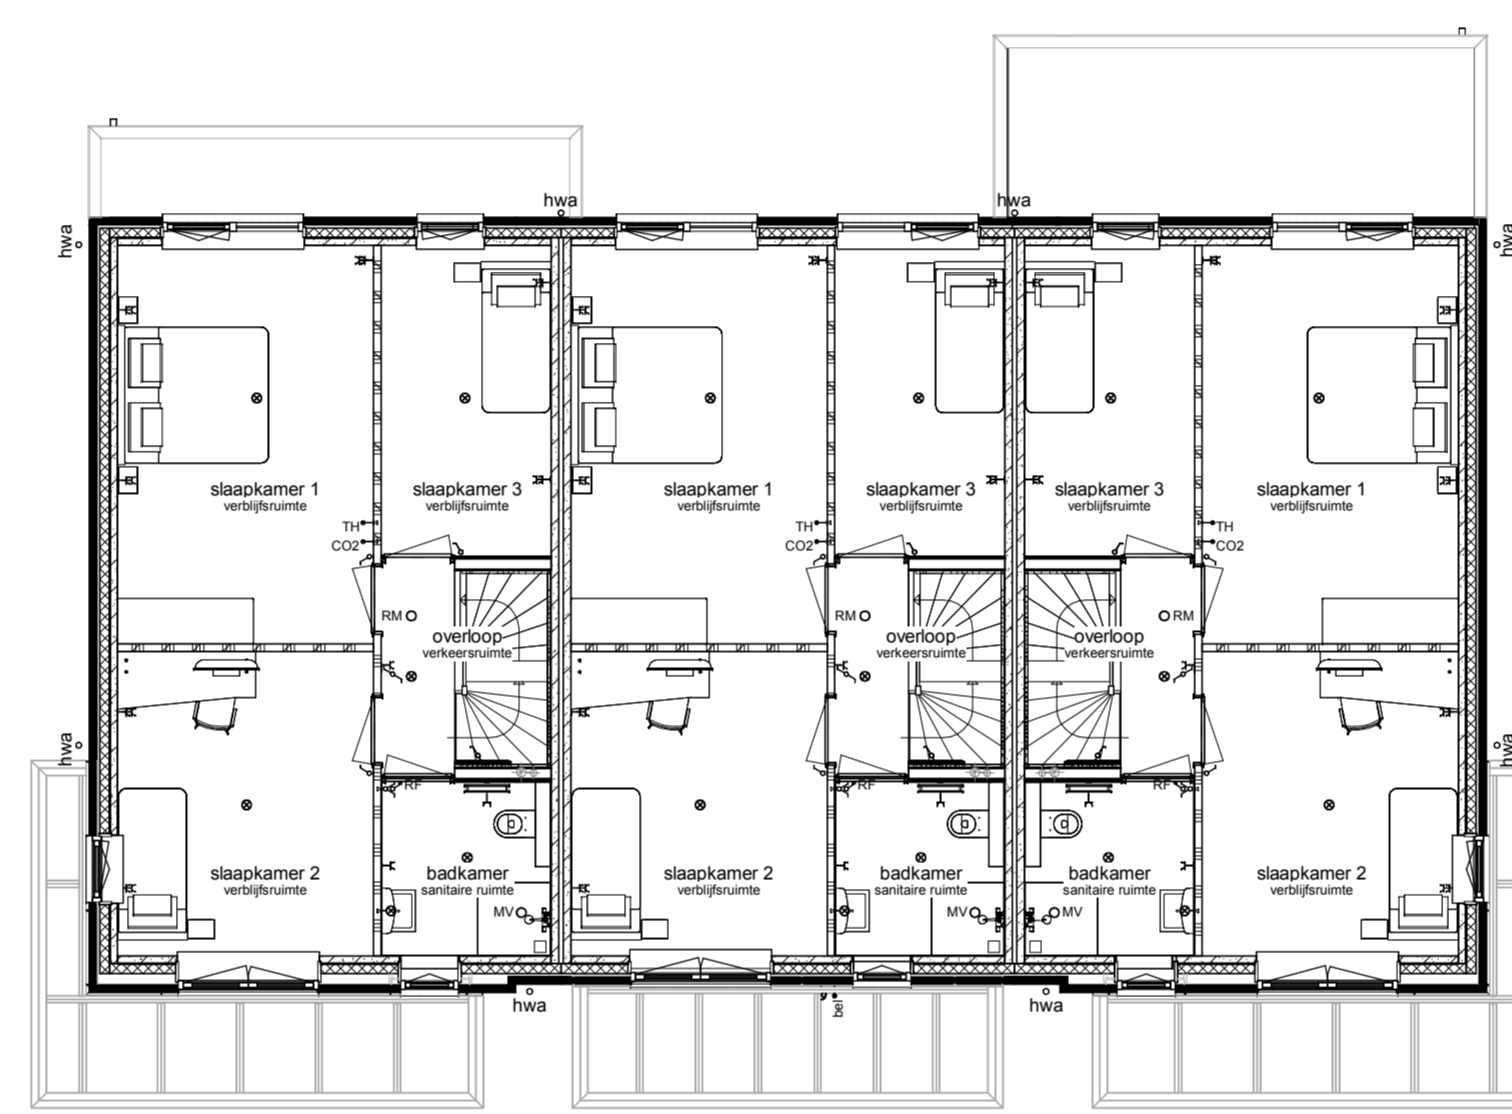 hwa
hwa
hwa
hwa
slaapkamer 1
verblijfsruimte
slaapkamer 3
verblijfsruimte
slaapkamer 1
verblijfsruimte
slaapkamer 3
verblijfsruimte
slaapkamer 3
verblijfsruimte
slaapkamer 1
verblijfsruimte
TH
CO2
TH
CO2
TH
CO2
RM
RM
RM
overloop
verkeersruimte
overloop
verkeersruimte
overloop
verkeersruimte
hwa
hwa
RF
RF
RF
slaapkamer 2
verblijfsruimte
badkamer
sanitaire ruimte
slaapkamer 2
verblijfsruimte
badkamer
sanitaire ruimte
badkamer
sanitaire ruimte
slaapkamer 2
verblijfsruimte
MV
MV
MV
hwa
bel
hwa